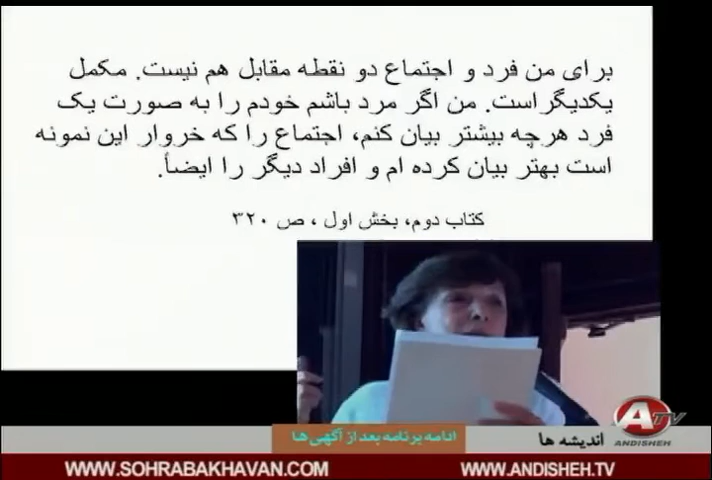 برای من فرد و اجتماع دو نقطه مقابل هم نیست. مکمل
یکدیگراست. من اگر مرد باشم خودم را به صورت یک
فرد هرچه بیشتر بیان کنم، اجتماع را که خروار این نمونه
است بهتر بیان کرده ام و افراد دیگر را ایضاً.
کتاب دوم، بخش اول ، ص ۳۲۰
ATV
ANDISHEH
اندیشه ها
ادامه برنامه بعد از آگهی ها
WWW.SOHRABAKHAVAN.COM
WWW.ANDISHEH.TV